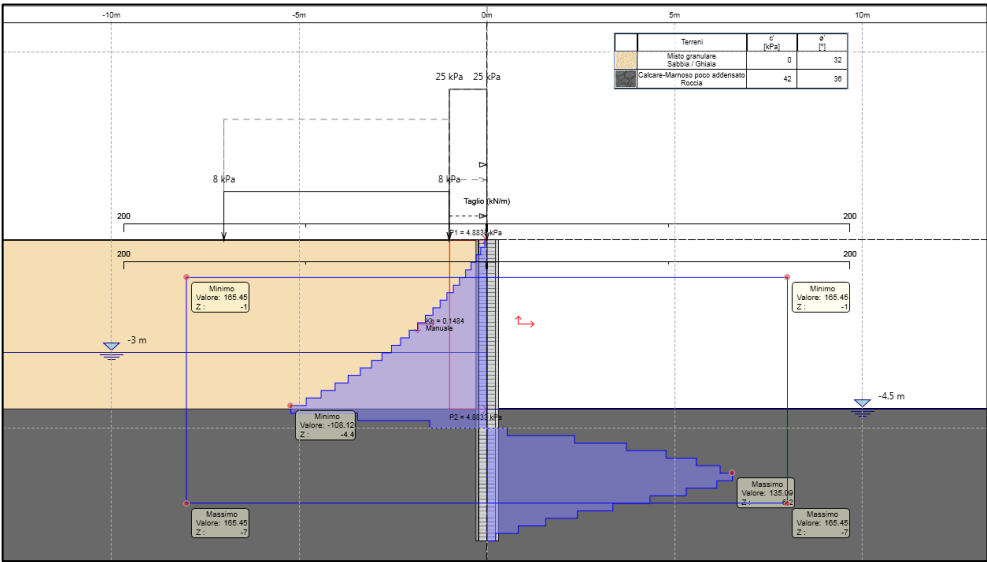 -10m -5m 0m 5m 10m
Terreni c' [kPa] ø' [°]
Misto granulare
Sabbia / Ghiaia 0 32
Calcare-Marnoso poco addensato
Roccia 42 36
25 kPa 25 kPa
8 kPa 8 kPa
Taglio (kN/m)
200 200
P1 = 4.8833 kPa
200 200
Minimo
Valore: 165.45
Z : -1
Minimo
Valore: 165.45
Z : -1
Kh = 0.1484
Manuale
-3 m
-4.5 m
Minimo
Valore: -108.12
Z : -4.4
P2 = 4.8833 kPa
Massimo
Valore: 135.09
Z :
Massimo
Valore: 165.45
Z : -7
Massimo
Valore: 165.45
Z : -7